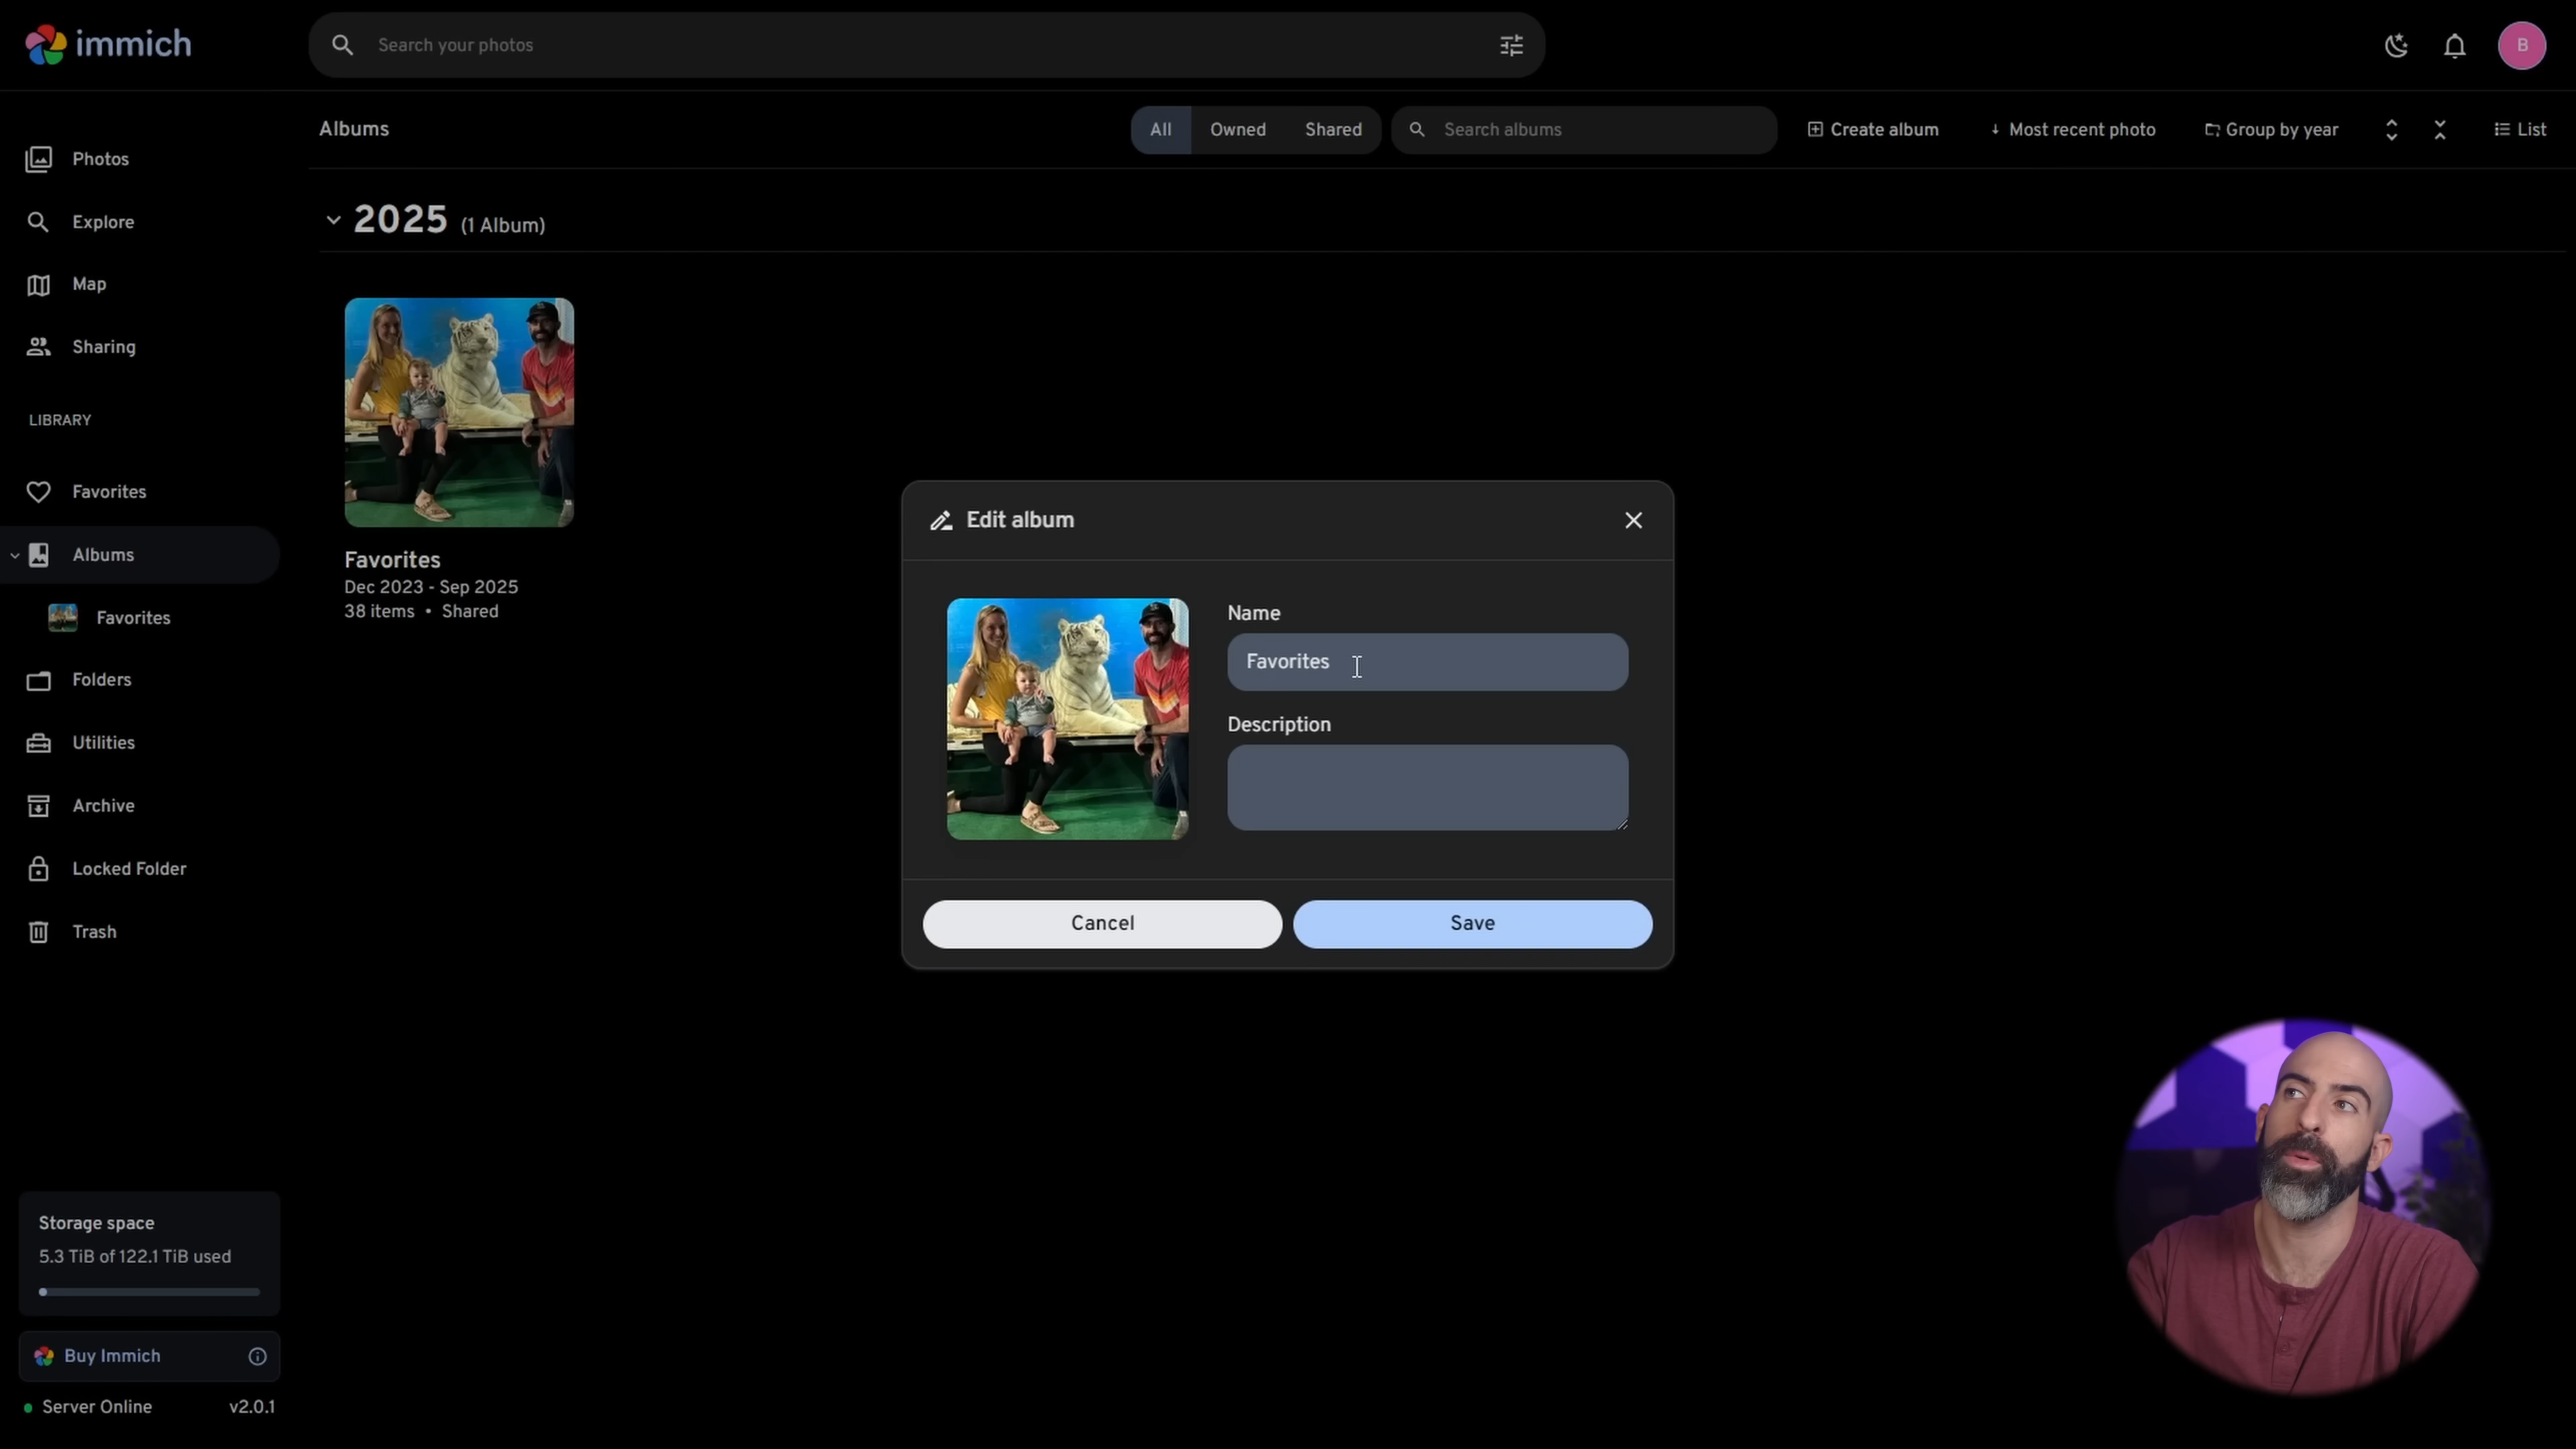 immich
Search your photos
B
Albums
All
Owned
Shared
Search albums
Create album
Most recent photo
Group by year
List
Photos
Explore
Map
Sharing
LIBRARY
Favorites
Albums
Favorites
Folders
Utilities
Archive
Locked Folder
Trash
2025 (1 Album)
Favorites
Dec 2023 - Sep 2025
38 items • Shared
Edit album
Name
Favorites
Description
Cancel
Save
Storage space
5.3 TiB of 122.1 TiB used
Buy Immich
Server Online v2.0.1